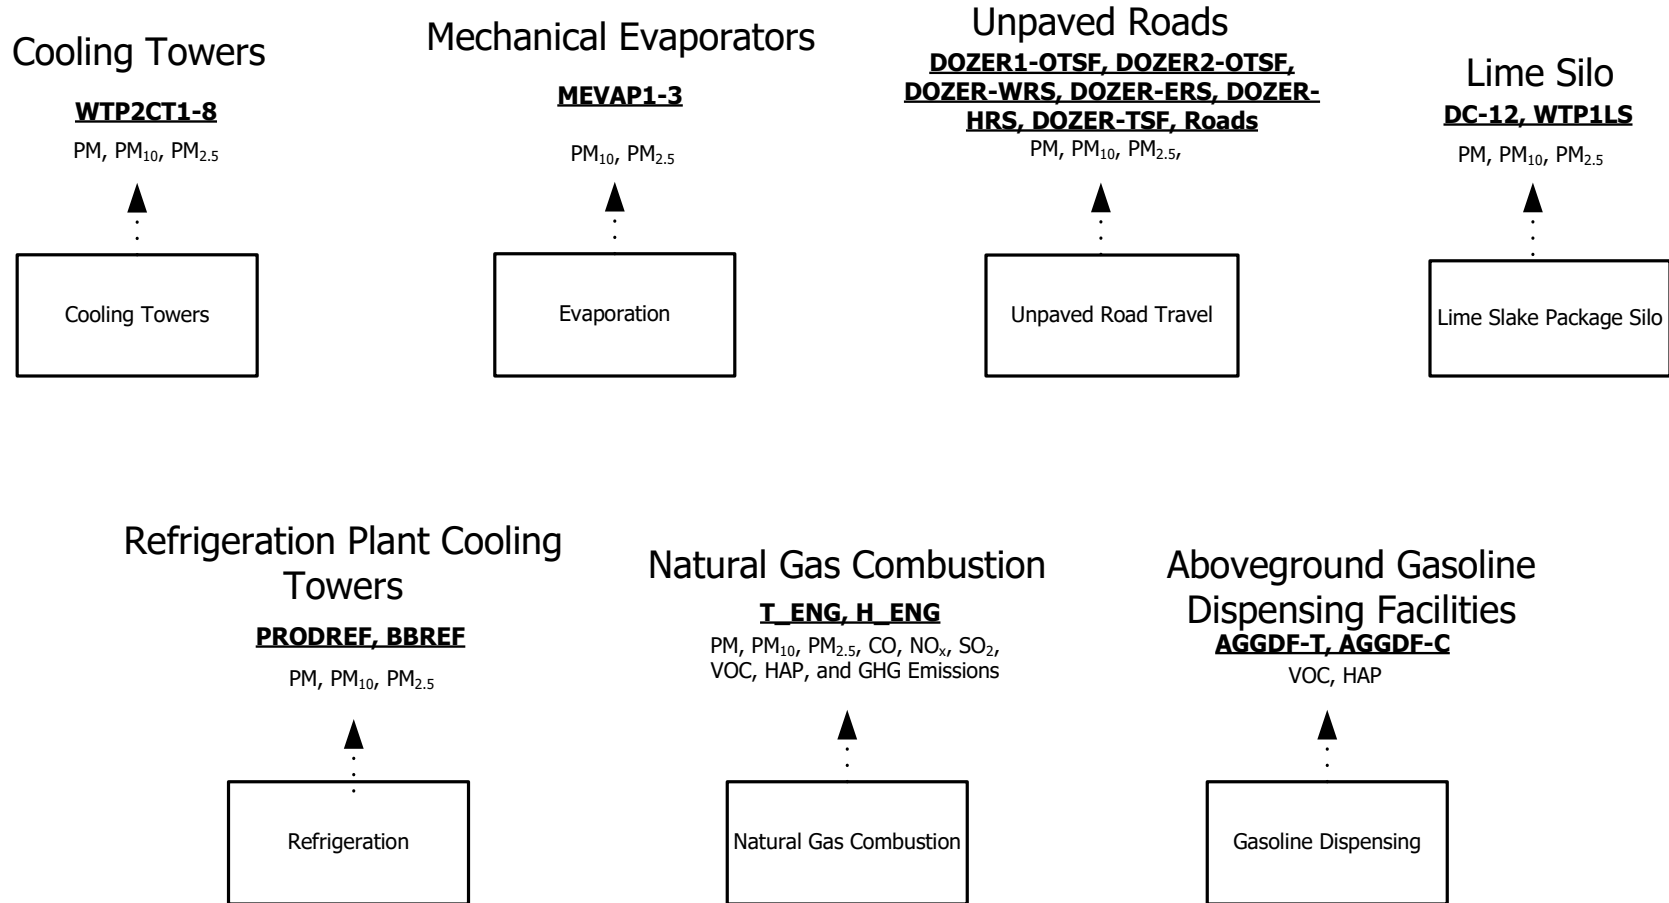 Cooling Towers
WTP2CT1-8
PM, PM₁₀, PM₂.₅
Cooling Towers
Mechanical Evaporators
MEVAP1-3
PM₁₀, PM₂.₅
Evaporation
Unpaved Roads
DOZER1-OTSF, DOZER2-OTSF,
DOZER-WRS, DOZER-ERS, DOZER-
HRS, DOZER-TSF, Roads
PM, PM₁₀, PM₂.₅,
Unpaved Road Travel
Lime Silo
DC-12, WTP1LS
PM, PM₁₀, PM₂.₅
Lime Slake Package Silo
Refrigeration Plant Cooling
Towers
PRODREF, BBREF
PM, PM₁₀, PM₂.₅
Refrigeration
Natural Gas Combustion
T_ENG, H_ENG
PM, PM₁₀, PM₂.₅, CO, NOₓ, SO₂,
VOC, HAP, and GHG Emissions
Natural Gas Combustion
Aboveground Gasoline
Dispensing Facilities
AGGDF-T, AGGDF-C
VOC, HAP
Gasoline Dispensing